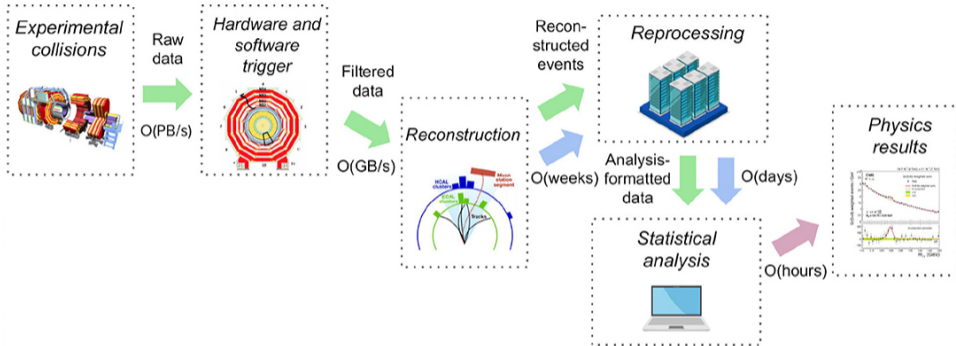 Experimental
collisions
Raw
data
O(PB/s)
Hardware and
software
trigger
Filtered
data
O(GB/s)
Reconstruction
HCAL
clusters
ECAL
clusters
Muon
station
segment
Tracks
Recon-
structed
events
O(weeks)
Reprocessing
Analysis-
formatted
data
O(days)
Statistical
analysis
O(hours)
Physics
results